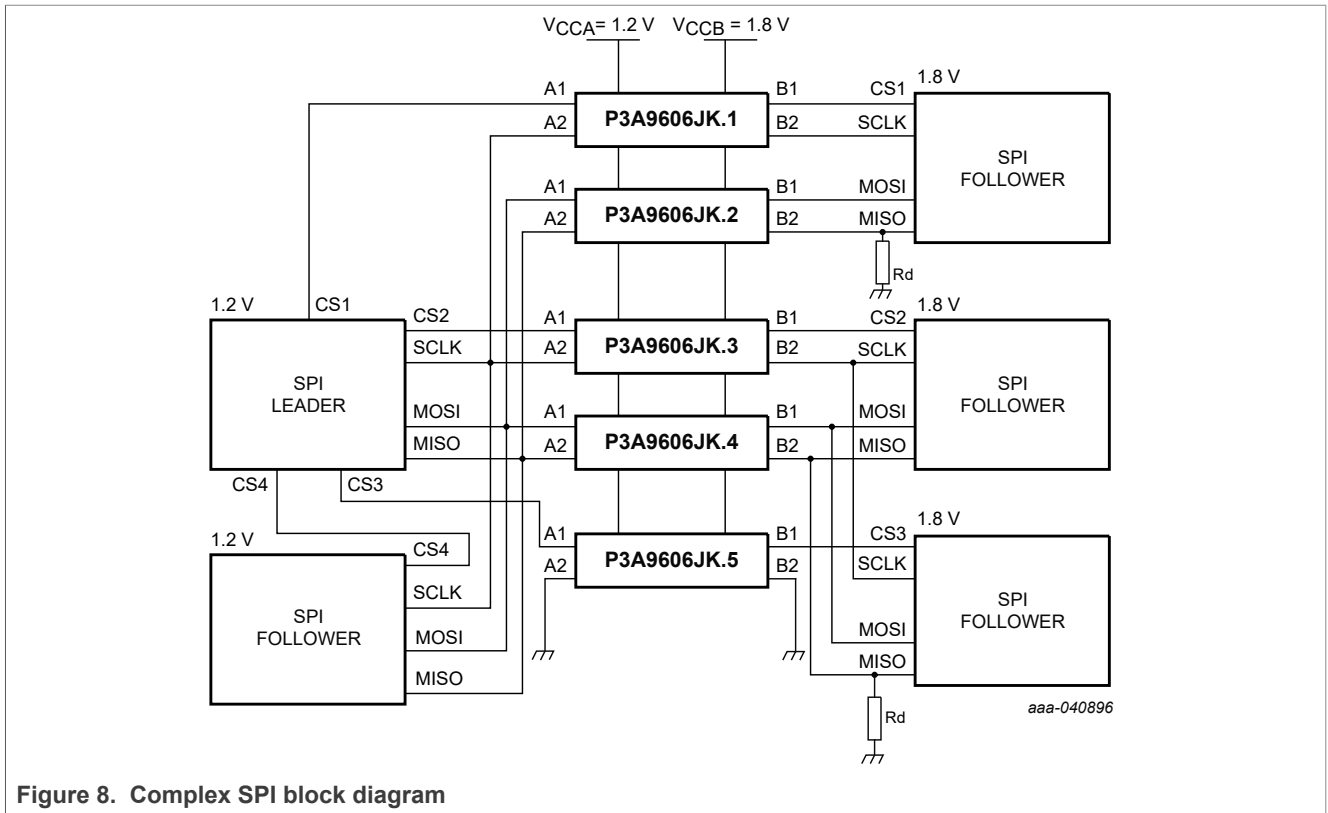 VCCA= 1.2 V VCCB = 1.8 V
A1 P3A9606JK.1 B1 CS1 1.8 V
A2 B2 SCLK
SPI
FOLLOWER
A1 P3A9606JK.2 B1 MOSI
A2 B2 MISO
Rd
1.2 V CS1
CS2 A1 P3A9606JK.3 B1 CS2 1.8 V
SCLK A2 B2 SCLK
SPI
LEADER
SPI
FOLLOWER
MOSI A1 P3A9606JK.4 B1 MOSI
MISO A2 B2 MISO
CS4 CS3
1.2 V CS4
A1 P3A9606JK.5 B1 CS3 1.8 V
A2 B2 SCLK
SCLK
SPI
FOLLOWER
SPI
FOLLOWER
MOSI MOSI
MISO MISO
Rd
aaa-040896
Figure 8. Complex SPI block diagram